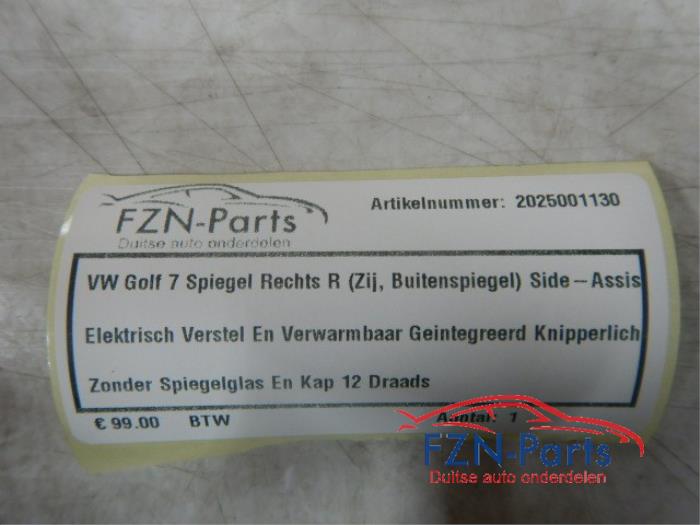 FZN-Parts
Duitse auto onderdelen
Artikelnummer: 2025001130
VW Golf 7 Spiegel Rechts R (Zij, Buitenspiegel) Side-Assis
Elektrisch Verstel En Verwarmbaar Geintegreerd Knipperlich
Zonder Spiegelglas En Kap 12 Draads
€ 99.00 BTW Aantal: 1
FZN-Parts
Duitse auto onderdelen